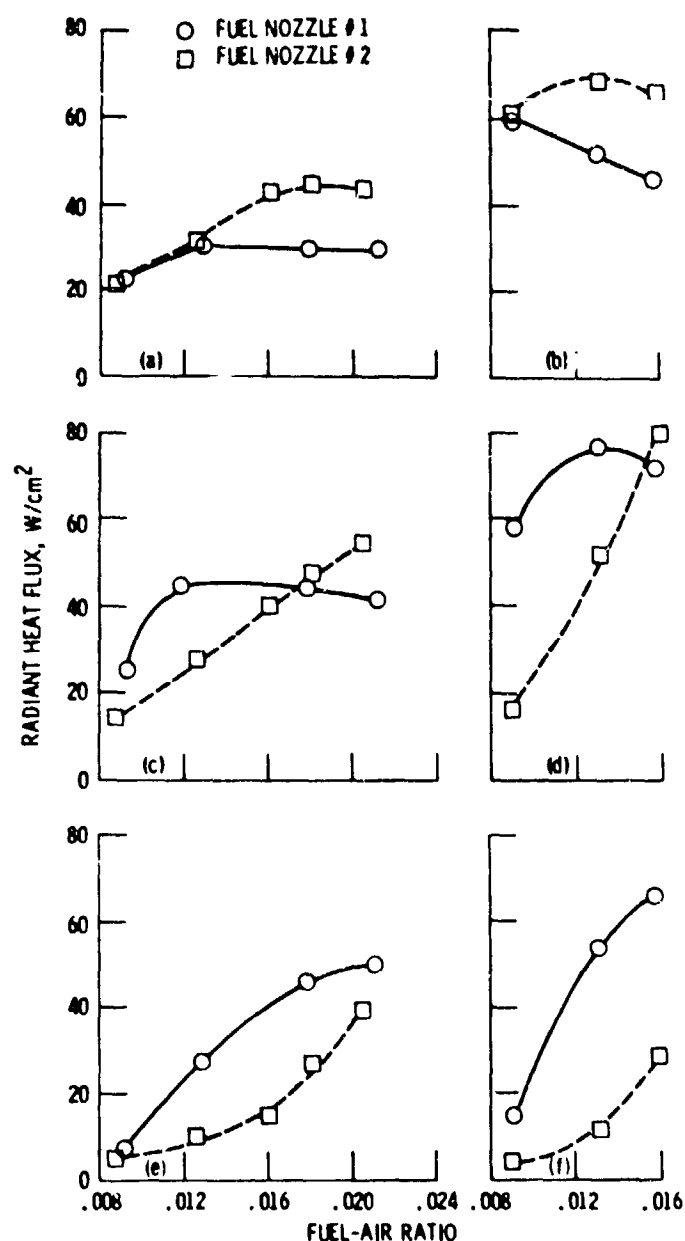 80
60
40
20
0
FUEL NOZZLE #1
FUEL NOZZLE #2
(a)
(b)
80
60
40
20
0
(c)
(d)
80
60
40
20
0
(e)
(f)
.008 .012 .016 .020 .024
.008 .012 .016
RADIANT HEAT FLUX, W/cm²
FUEL-AIR RATIO